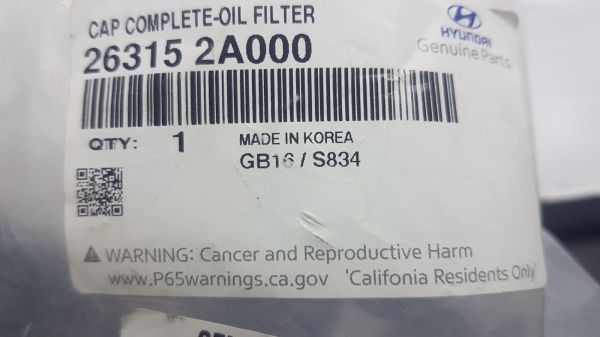 CAP COMPLETE-OIL FILTER
26315 2A000
HYUNDAI
Genuine Parts
QTY: 1
MADE IN KOREA
GB16 / S834
WARNING: Cancer and Reproductive Harm
www.P65warnings.ca.gov 'Califonia Residents Only'